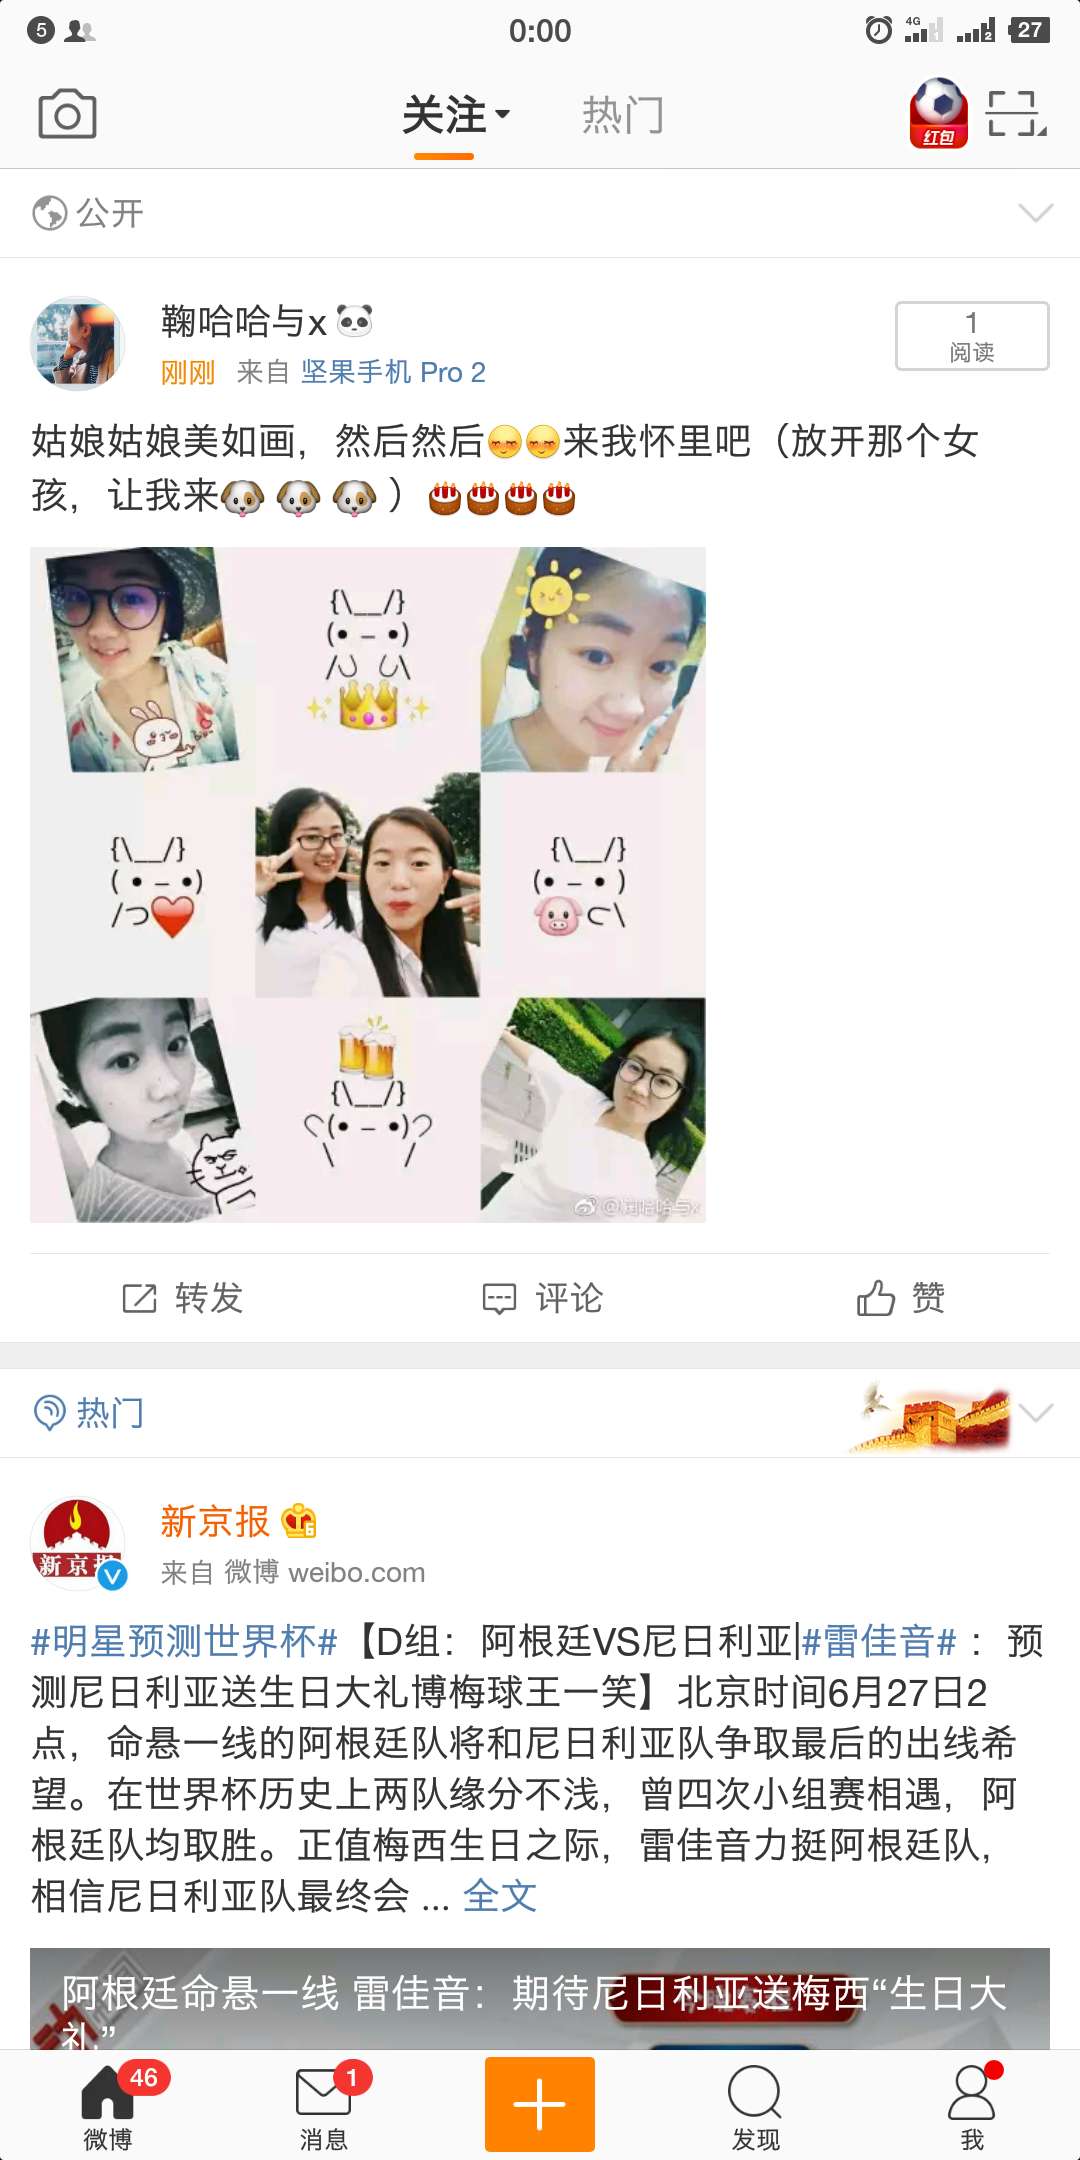 5
0:00
4G
1
2
27
关注
热门
红包
公开
鞠哈哈与x
1
阅读
刚刚 来自 坚果手机 Pro 2
姑娘姑娘美如画，然后然后😚😚来我怀里吧（放开那个女
孩，让我来🐶🐶🐶）🎂🎂🎂🎂
{\__/}
(• – •)
{\__/}
( • – •)
/つ❤
{\__/}
(• – • )
🐷⊂\
{\__/}
(• – •)
转发
评论
赞
热门
新京报
6
新京报
来自 微博 weibo.com
#明星预测世界杯#【D组：阿根廷VS尼日利亚|#雷佳音#：预
测尼日利亚送生日大礼博梅球王一笑】北京时间6月27日2
点，命悬一线的阿根廷队将和尼日利亚队争取最后的出线希
望。在世界杯历史上两队缘分不浅，曾四次小组赛相遇，阿
根廷队均取胜。正值梅西生日之际，雷佳音力挺阿根廷队，
相信尼日利亚队最终会 ... 全文
阿根廷命悬一线 雷佳音：期待尼日利亚送梅西“生日大
礼”
46
1
微博
消息
发现
我